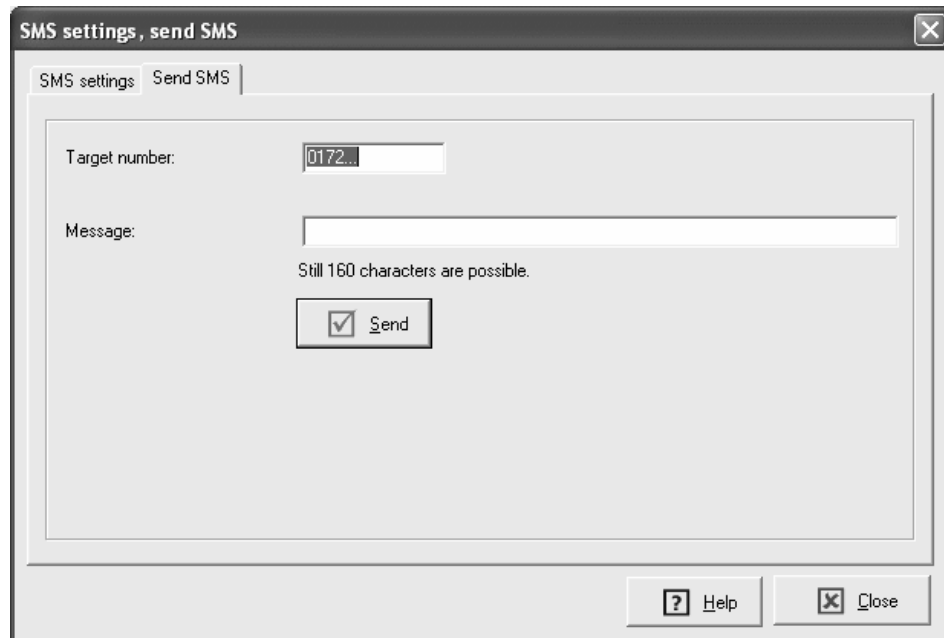 SMS settings, send SMS
SMS settings
Send SMS
Target number:
0172...
Message:
Still 160 characters are possible.
Send
Help
Close